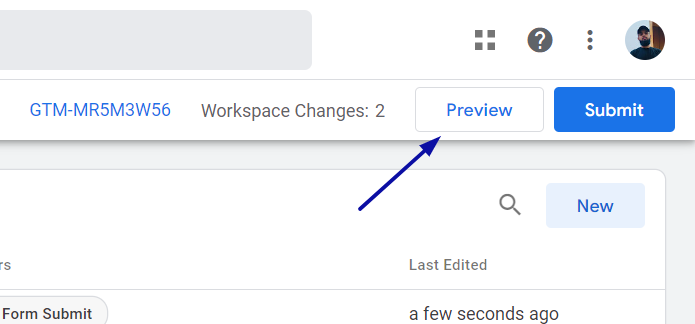 GTM-MR5M3W56 Workspace Changes: 2 Preview Submit
New
rs Last Edited
Form Submit a few seconds ago